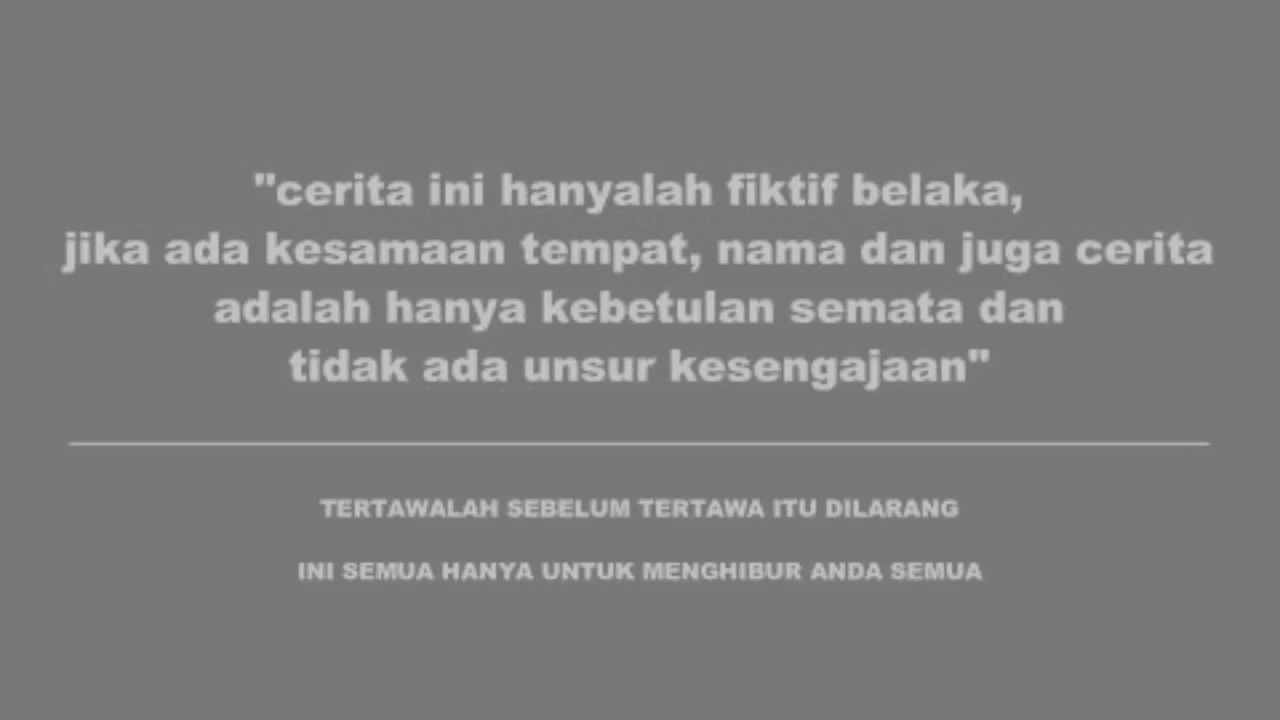 "cerita ini hanyalah fiktif belaka,
jika ada kesamaan tempat, nama dan juga cerita
adalah hanya kebetulan semata dan
tidak ada unsur kesengajaan"
TERTAWALAH SEBELUM TERTAWA ITU DILARANG
INI SEMUA HANYA UNTUK MENGHIBUR ANDA SEMUA